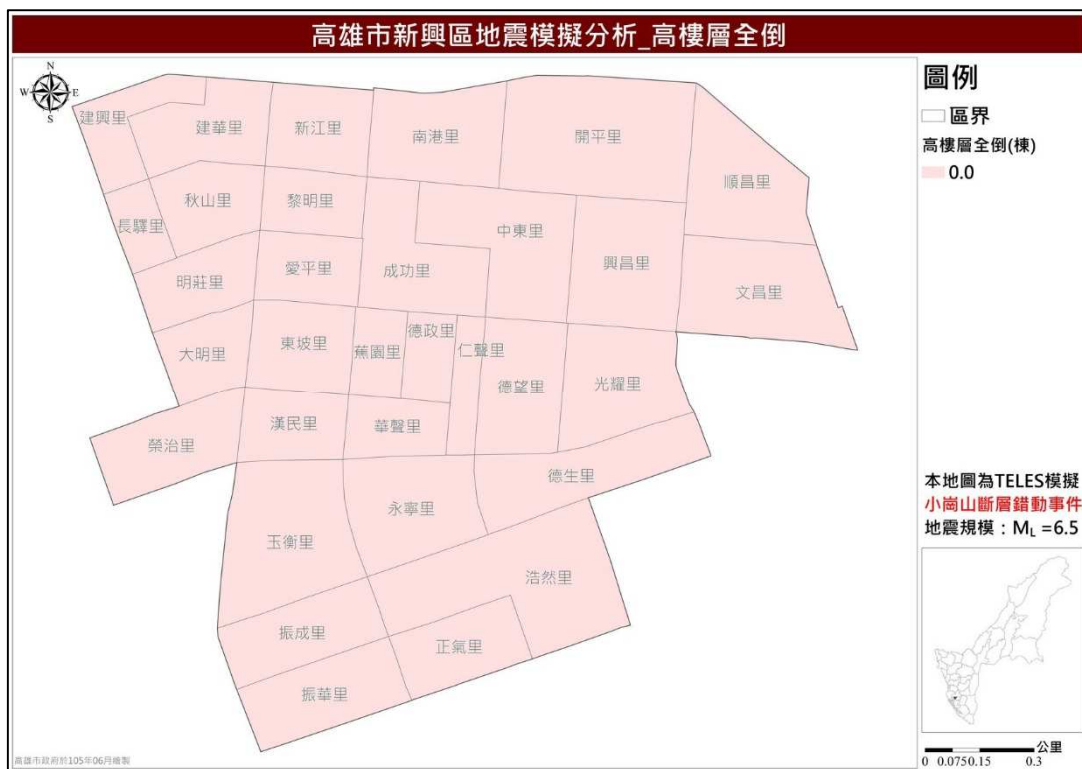 高雄市新興區地震模擬分析_高樓層全倒
N
W
E
S
圖例
區界
高樓層全倒(棟)
0.0
建興里
建華里
新江里
南港里
開平里
順昌里
長驛里
秋山里
黎明里
中東里
興昌里
文昌里
明莊里
愛平里
成功里
大明里
東坡里
蕉園里
德政里
仁聲里
德望里
光耀里
榮治里
漢民里
華聲里
德生里
永寧里
玉衡里
浩然里
振成里
正氣里
振華里
本地圖為TELES模擬
小崗山斷層錯動事件
地震規模：ML =6.5
公里
0 0.075 0.15 0.3
高雄市政府於105年06月繪製